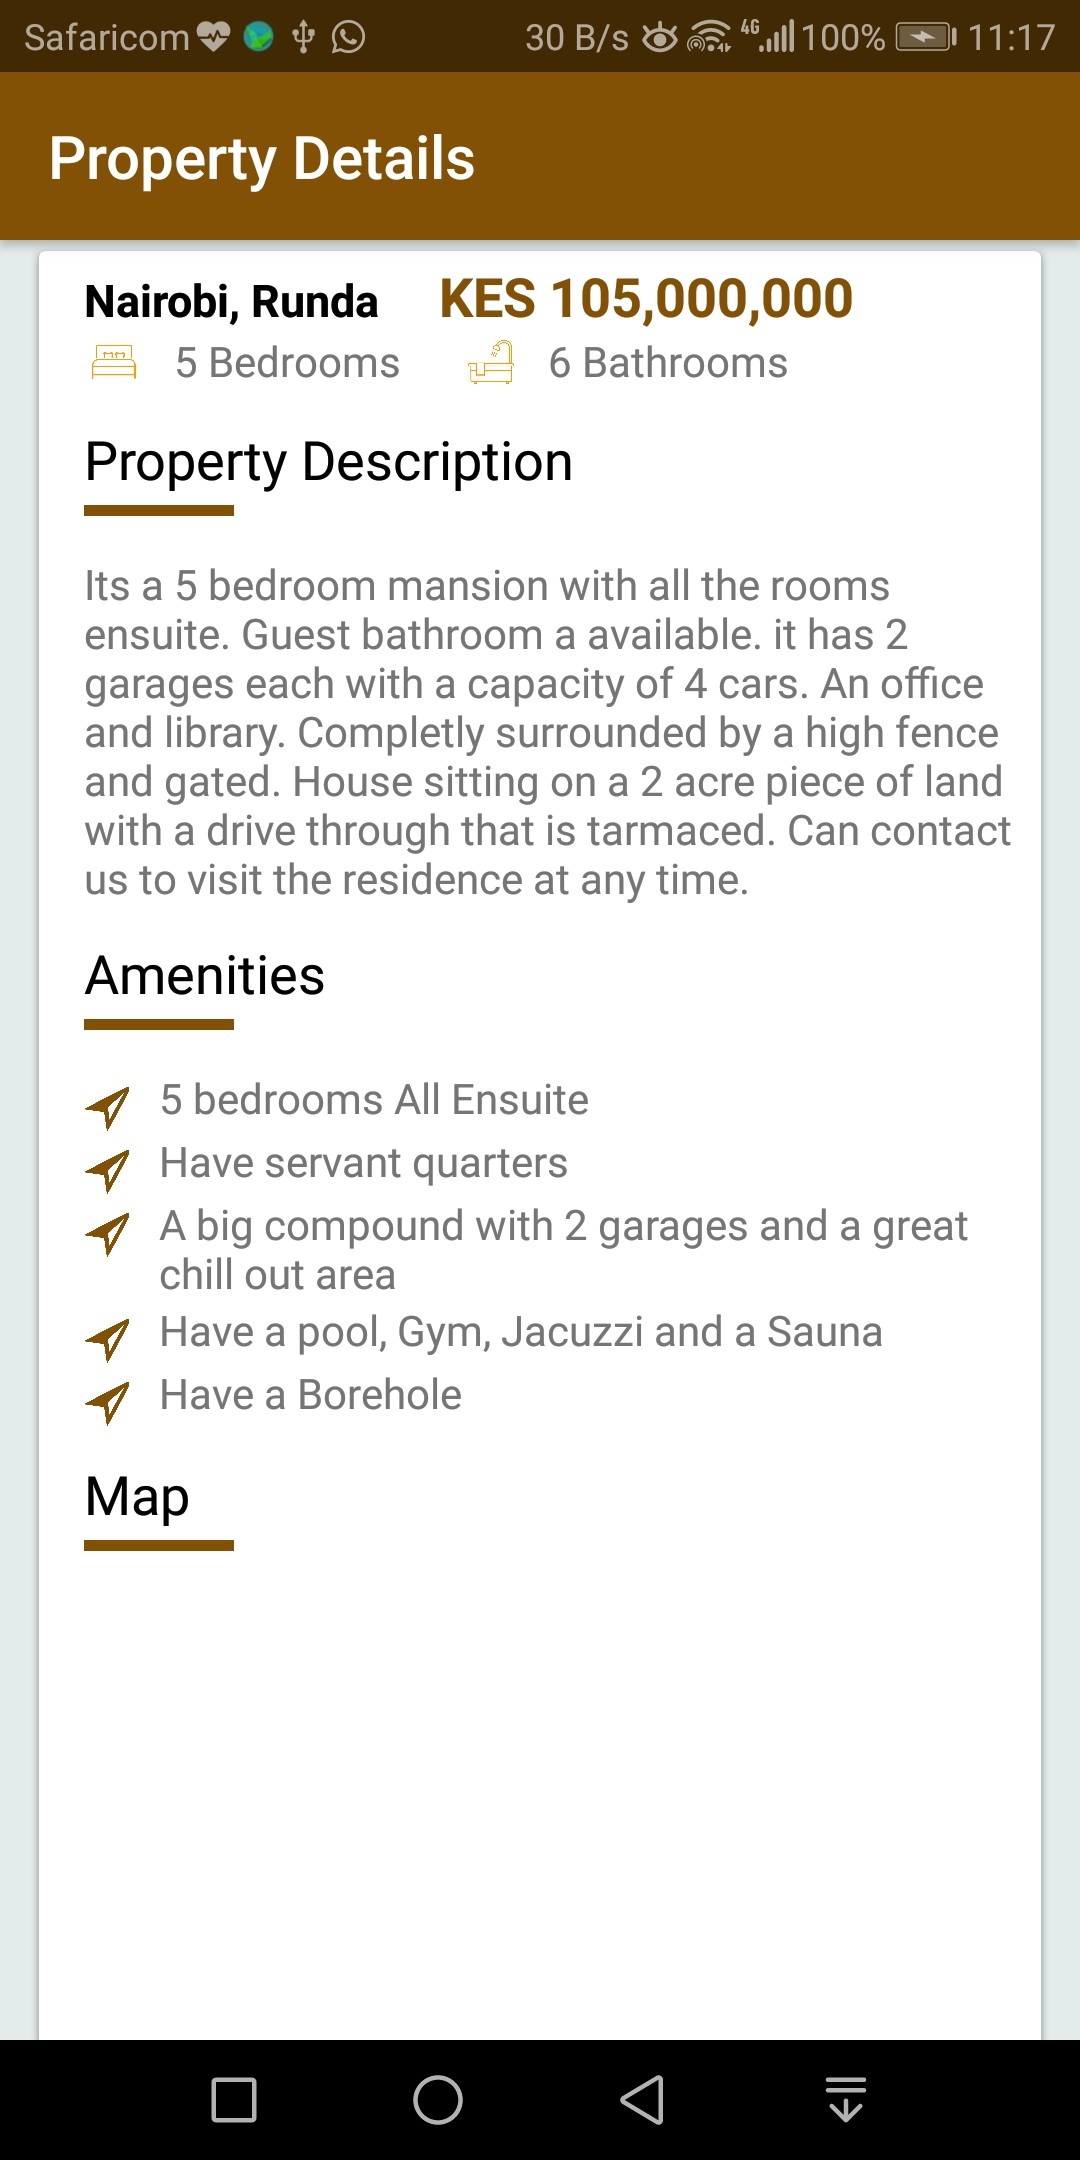 Safaricom 30 B/s 4G 100% 11:17
Property Details
Nairobi, Runda KES 105,000,000
5 Bedrooms 6 Bathrooms
Property Description
Its a 5 bedroom mansion with all the rooms
ensuite. Guest bathroom a available. it has 2
garages each with a capacity of 4 cars. An office
and library. Completly surrounded by a high fence
and gated. House sitting on a 2 acre piece of land
with a drive through that is tarmaced. Can contact
us to visit the residence at any time.
Amenities
5 bedrooms All Ensuite
Have servant quarters
A big compound with 2 garages and a great
chill out area
Have a pool, Gym, Jacuzzi and a Sauna
Have a Borehole
Map